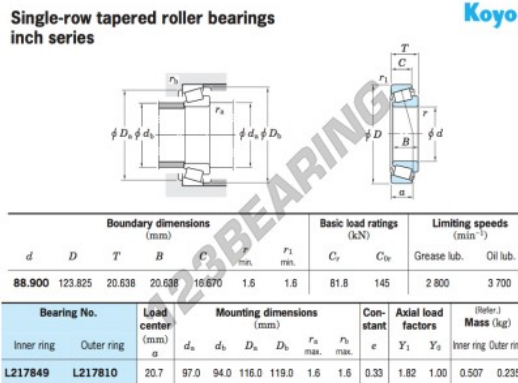 Single-row tapered roller bearings
inch series
Koyo
T
C
r1
r
B
φ D
φ d
a
rb
ra
φ Da φ db
φ da φ Db
123BEARING
Boundary dimensions
(mm)
Basic load ratings
(kN)
Limiting speeds
(min⁻¹)
d D T B C r min. r1 min. Cr C0r Grease lub. Oil lub.
88.900 123.825 20.638 20.638 16.670 1.6 1.6 81.8 145 2 800 3 700
Bearing No.
Load center (mm) a
Mounting dimensions
(mm)
Con-stant e
Axial load factors
(Refer.)
Mass (kg)
Inner ring Outer ring da db Da Db ra max. rb max. Y1 Y0 Inner ring Outer rin
L217849 L217810 20.7 97.0 94.0 116.0 119.0 1.6 1.6 0.33 1.82 1.00 0.507 0.235